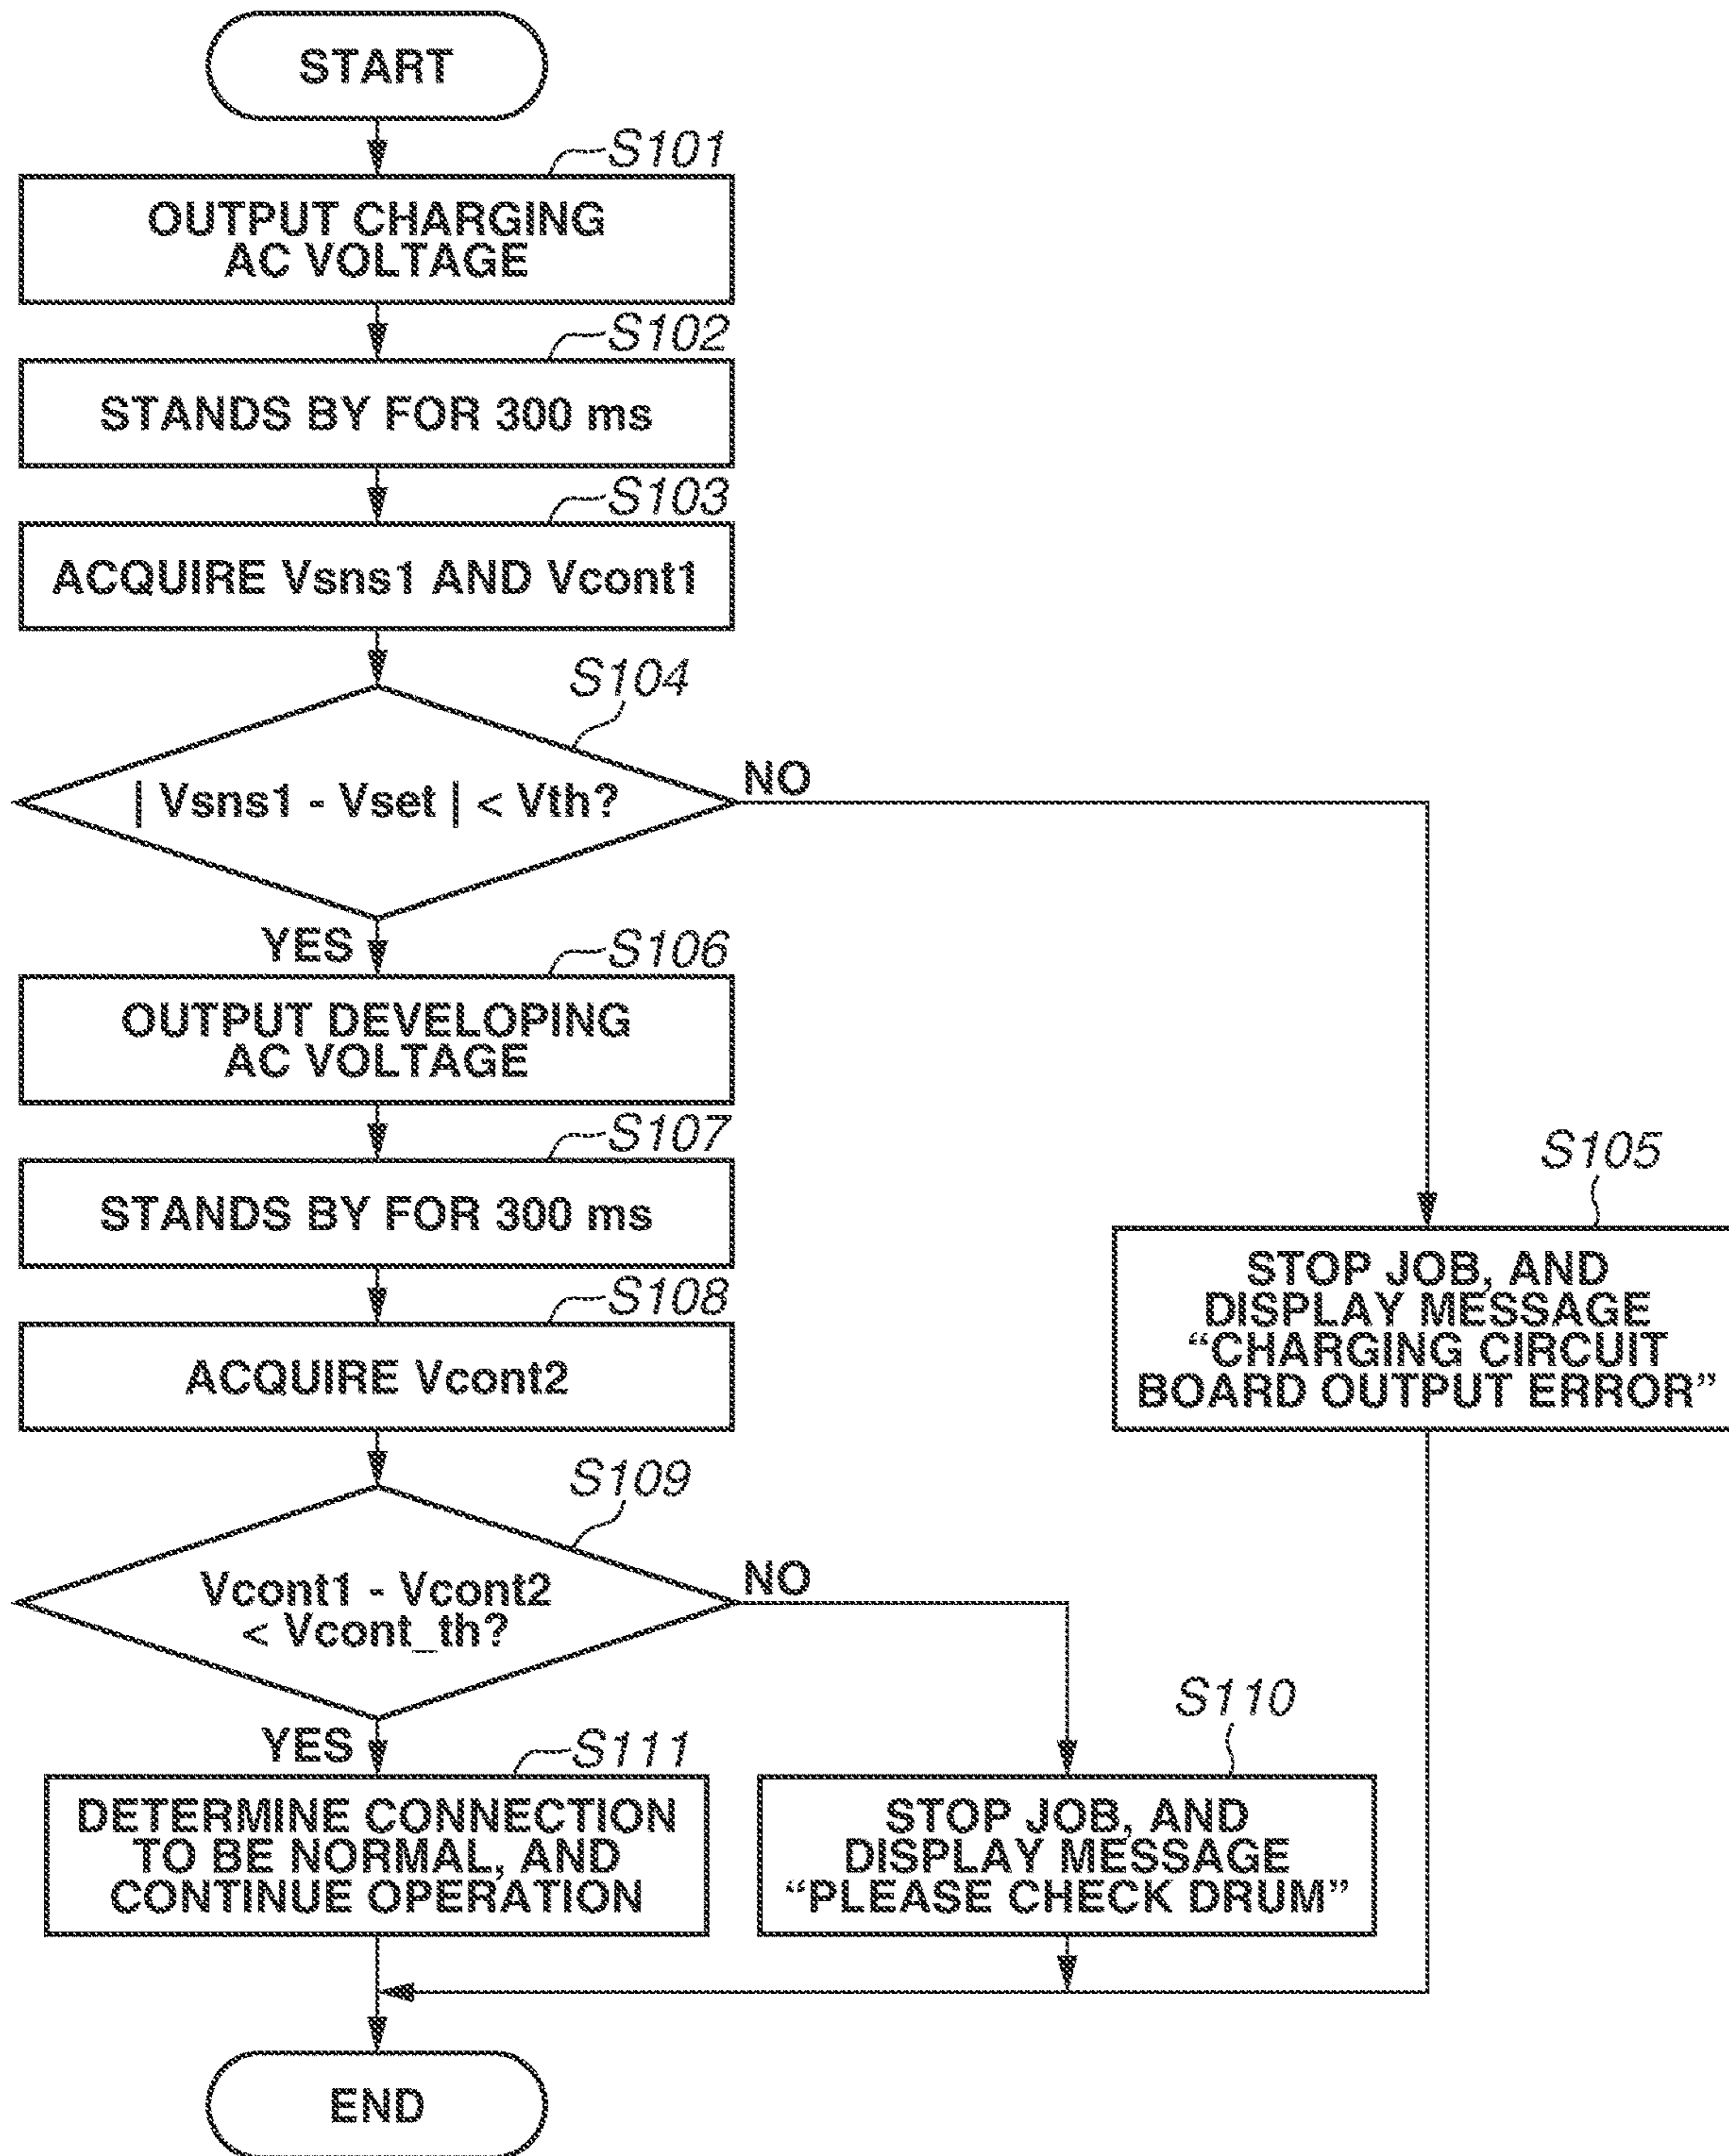 START
S101
OUTPUT CHARGING
AC VOLTAGE
S102
STANDS BY FOR 300 ms
S103
ACQUIRE Vsns1 AND Vcont1
S104
| Vsns1 - Vset | < Vth?
NO
YES
S106
OUTPUT DEVELOPING
AC VOLTAGE
S107
STANDS BY FOR 300 ms
S105
STOP JOB, AND
DISPLAY MESSAGE
“CHARGING CIRCUIT
BOARD OUTPUT ERROR”
S108
ACQUIRE Vcont2
S109
Vcont1 - Vcont2
< Vcont_th?
NO
YES
S111
DETERMINE CONNECTION
TO BE NORMAL, AND
CONTINUE OPERATION
S110
STOP JOB, AND
DISPLAY MESSAGE
“PLEASE CHECK DRUM”
END